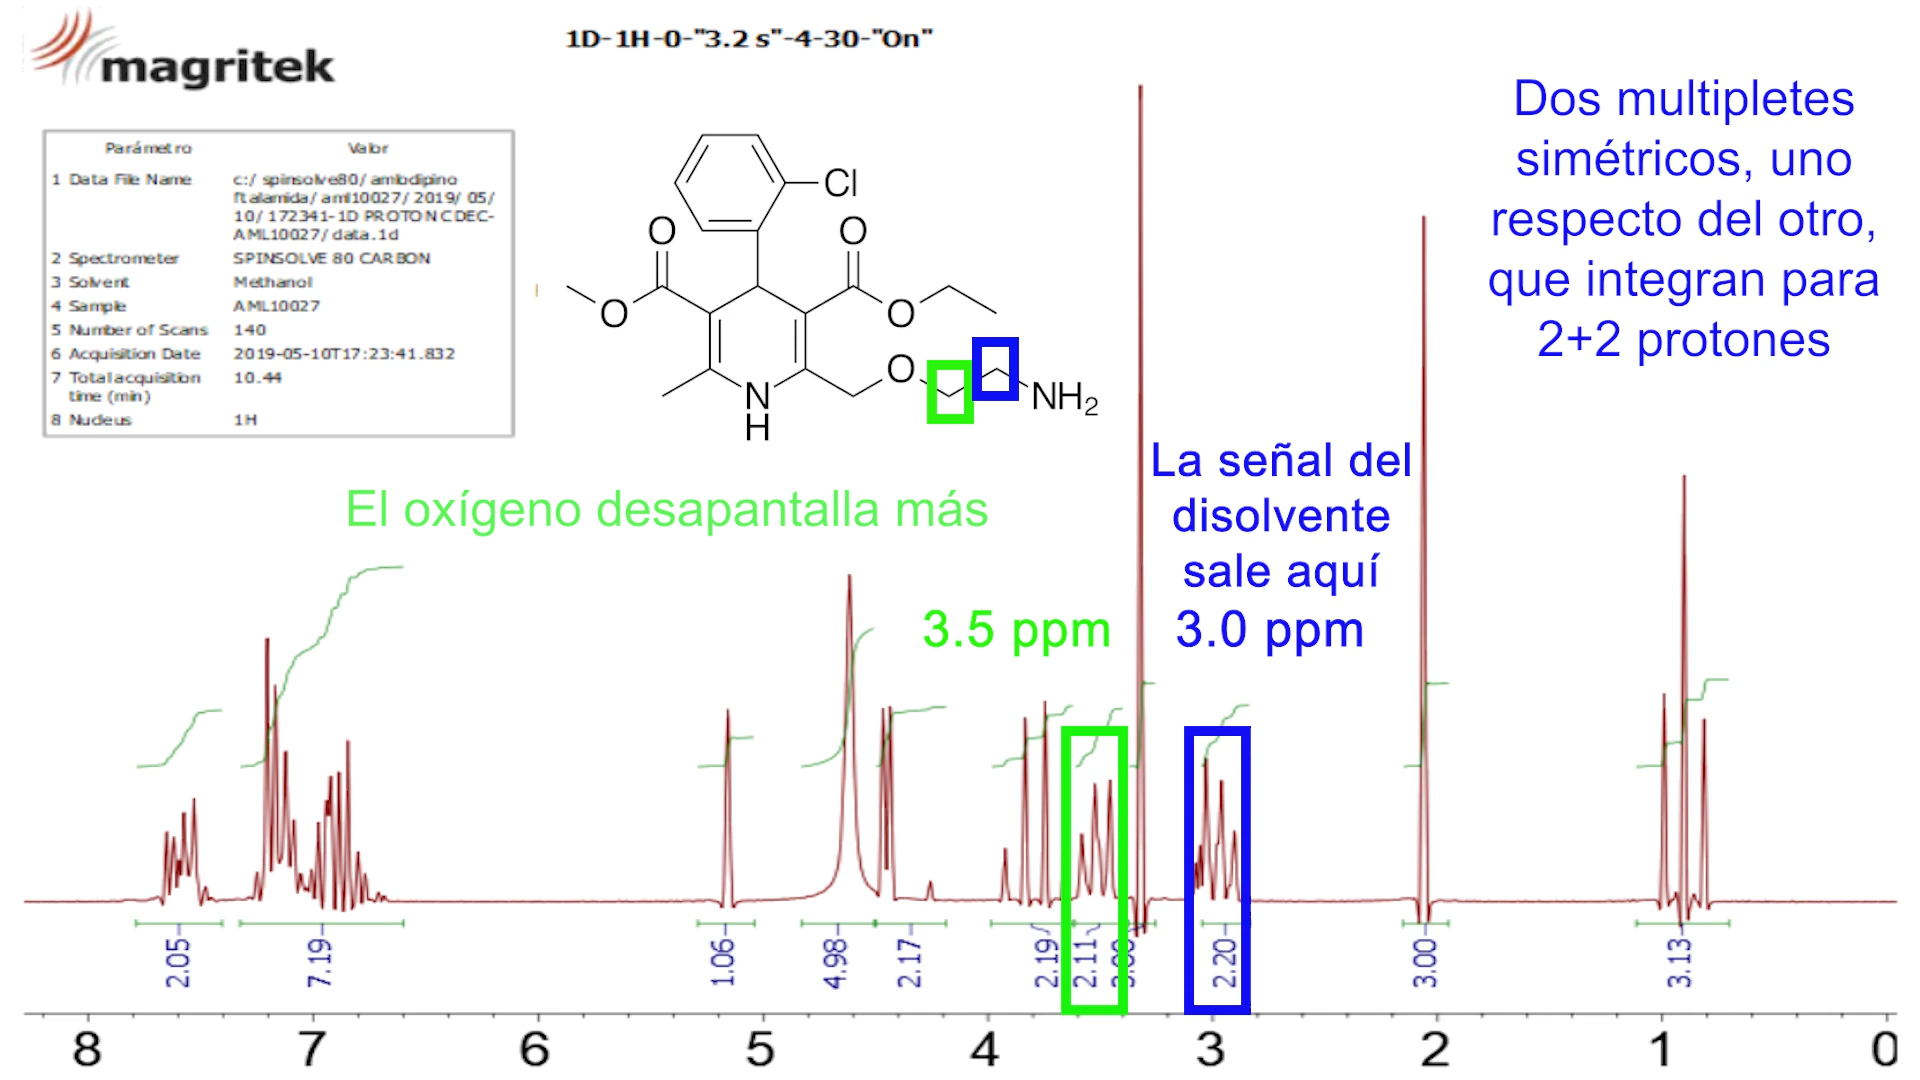 magritek
1D-1H-0-"3.2 s"-4-30-"On"
Parámetro Valor
1 Data File Name c:/ spinsolve80/ amlodipino
ftalamida/ aml10027/ 2019/ 05/
10/ 172341-1D PROTON CDEC-
AML10027/ data.1d
2 Spectrometer SPINSOLVE 80 CARBON
3 Solvent Methanol
4 Sample AML10027
5 Number of Scans 140
6 Acquisition Date 2019-05-10T17:23:41.832
7 Total acquisition 10.44
time (min)
8 Nucleus 1H
Cl
O O
O O
O
N
H
NH2
Dos multipletes
simétricos, uno
respecto del otro,
que integran para
2+2 protones
El oxígeno desapantalla más
La señal del
disolvente
sale aquí
3.5 ppm 3.0 ppm
2.05 7.19 1.06 4.98 2.17 2.19 2.11 2.20 3.00 3.13
8 7 6 5 4 3 2 1 0